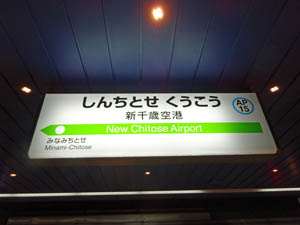 しんちとせ くうこう
AP
15
新千歳空港
New Chitose Airport
みなみちとせ
Minami-Chitose